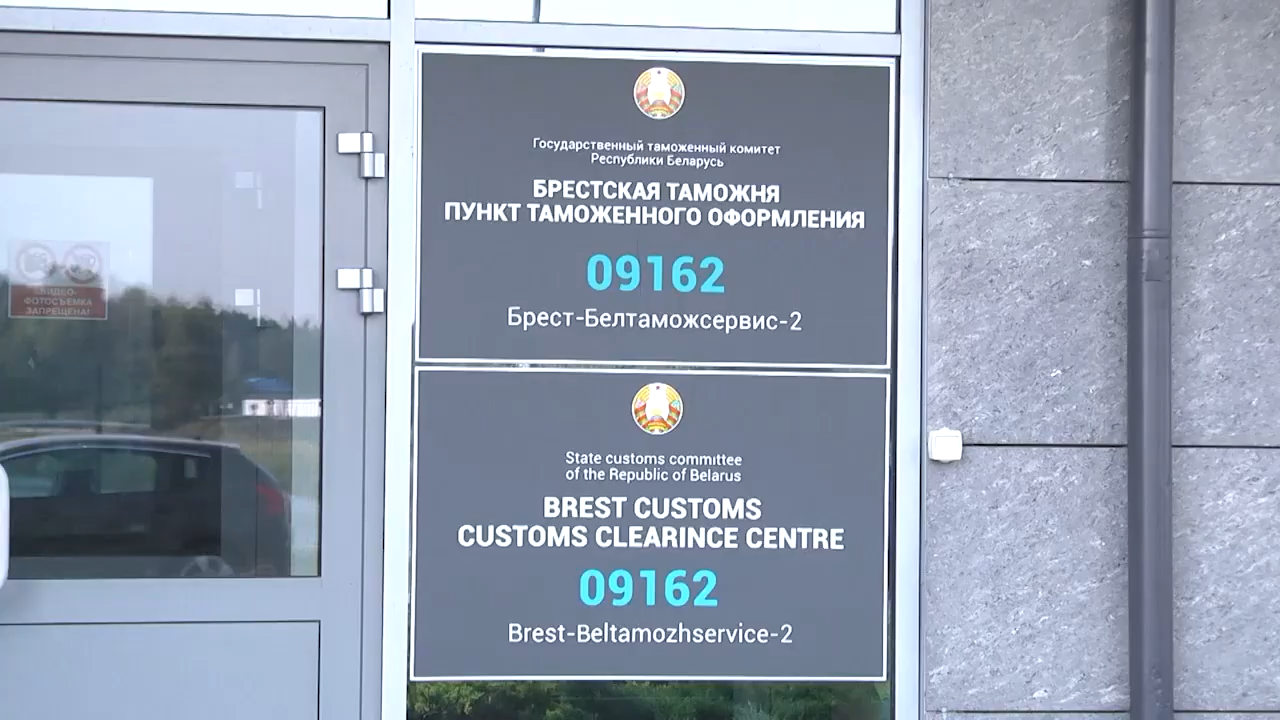 ВИДЕО-
ФОТОСЪЕМКА
ЗАПРЕЩЕНА!
Государственный таможенный комитет
Республики Беларусь
БРЕСТСКАЯ ТАМОЖНЯ
ПУНКТ ТАМОЖЕННОГО ОФОРМЛЕНИЯ
09162
Брест-Белтаможсервис-2
State customs committee
of the Republic of Belarus
BREST CUSTOMS
CUSTOMS CLEARINCE CENTRE
09162
Brest-Beltamozhservice-2